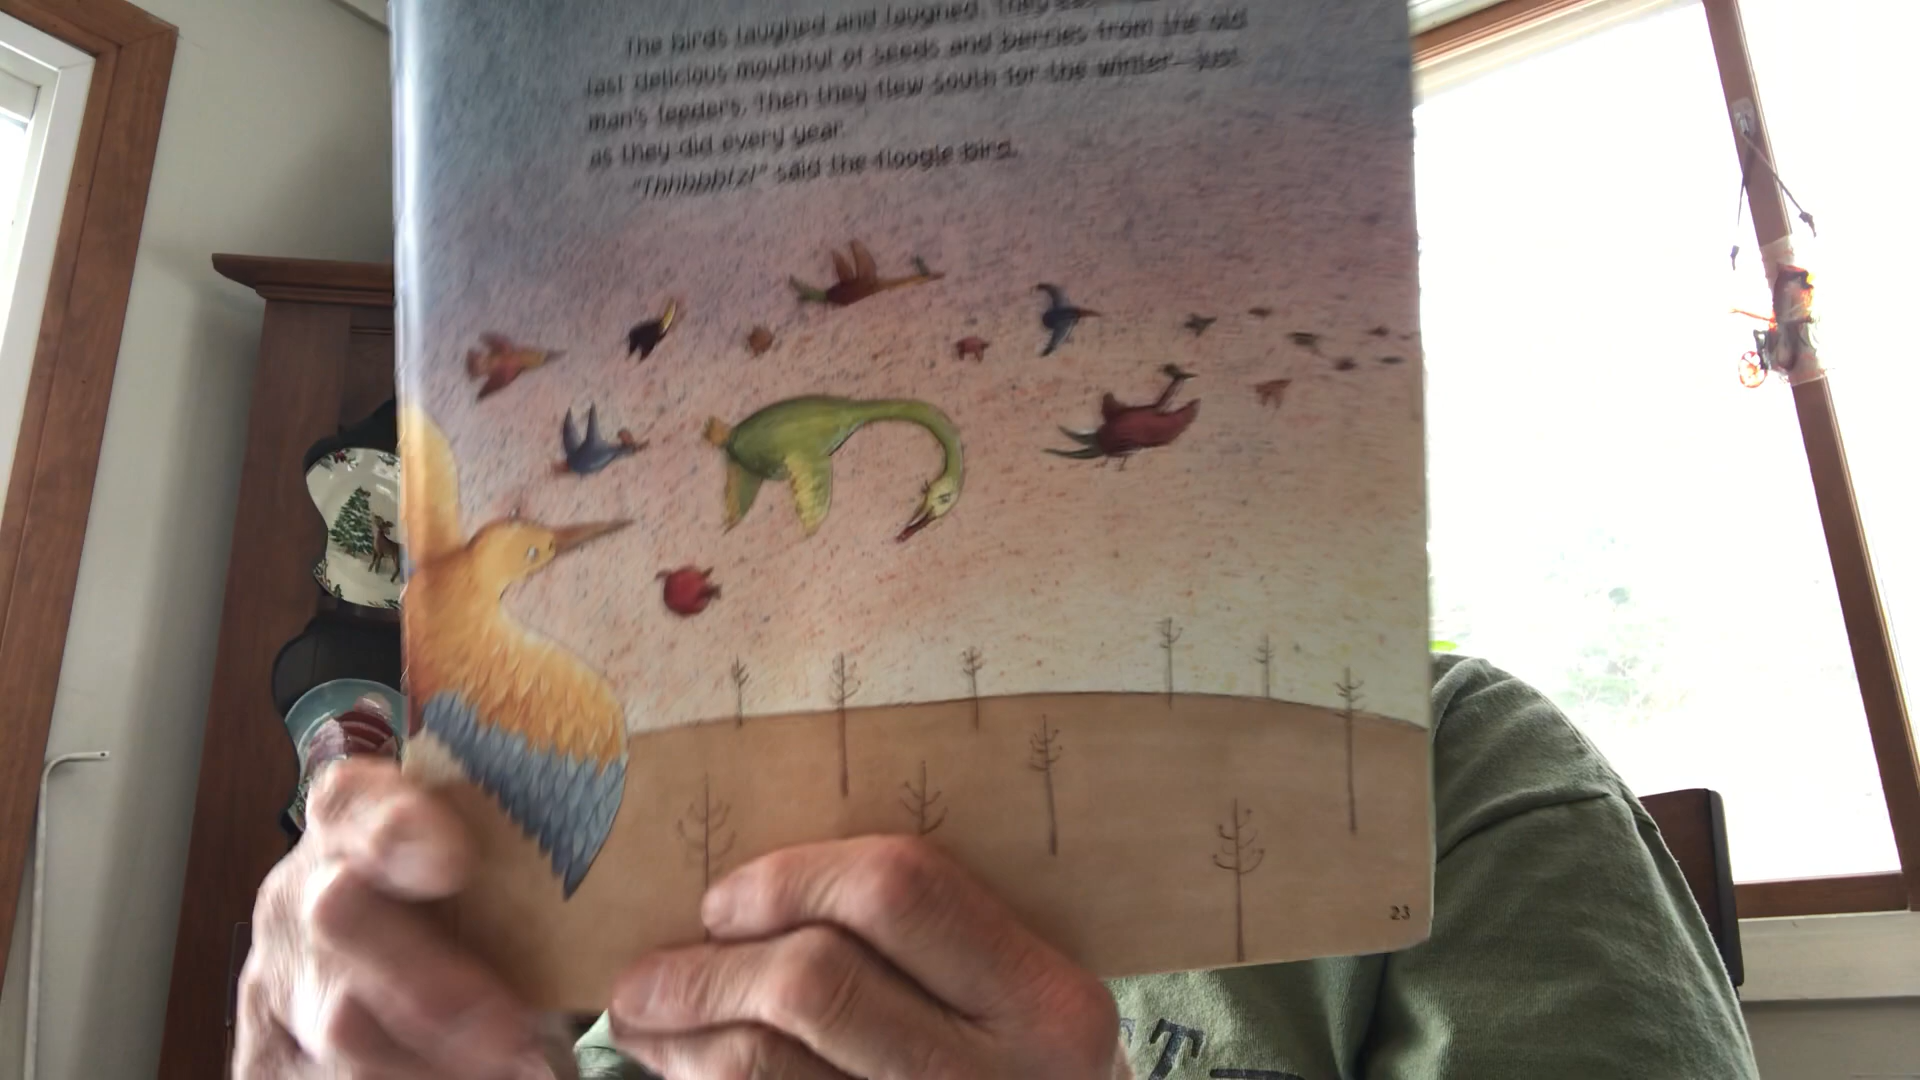 The birds laughed and laughed. They
last delicious mouthful of seeds and berries from the old
man's feeders. Then they flew south for the winter—just
as they did every year.
"Thhbbbtz!" said the floogle bird.
23
T